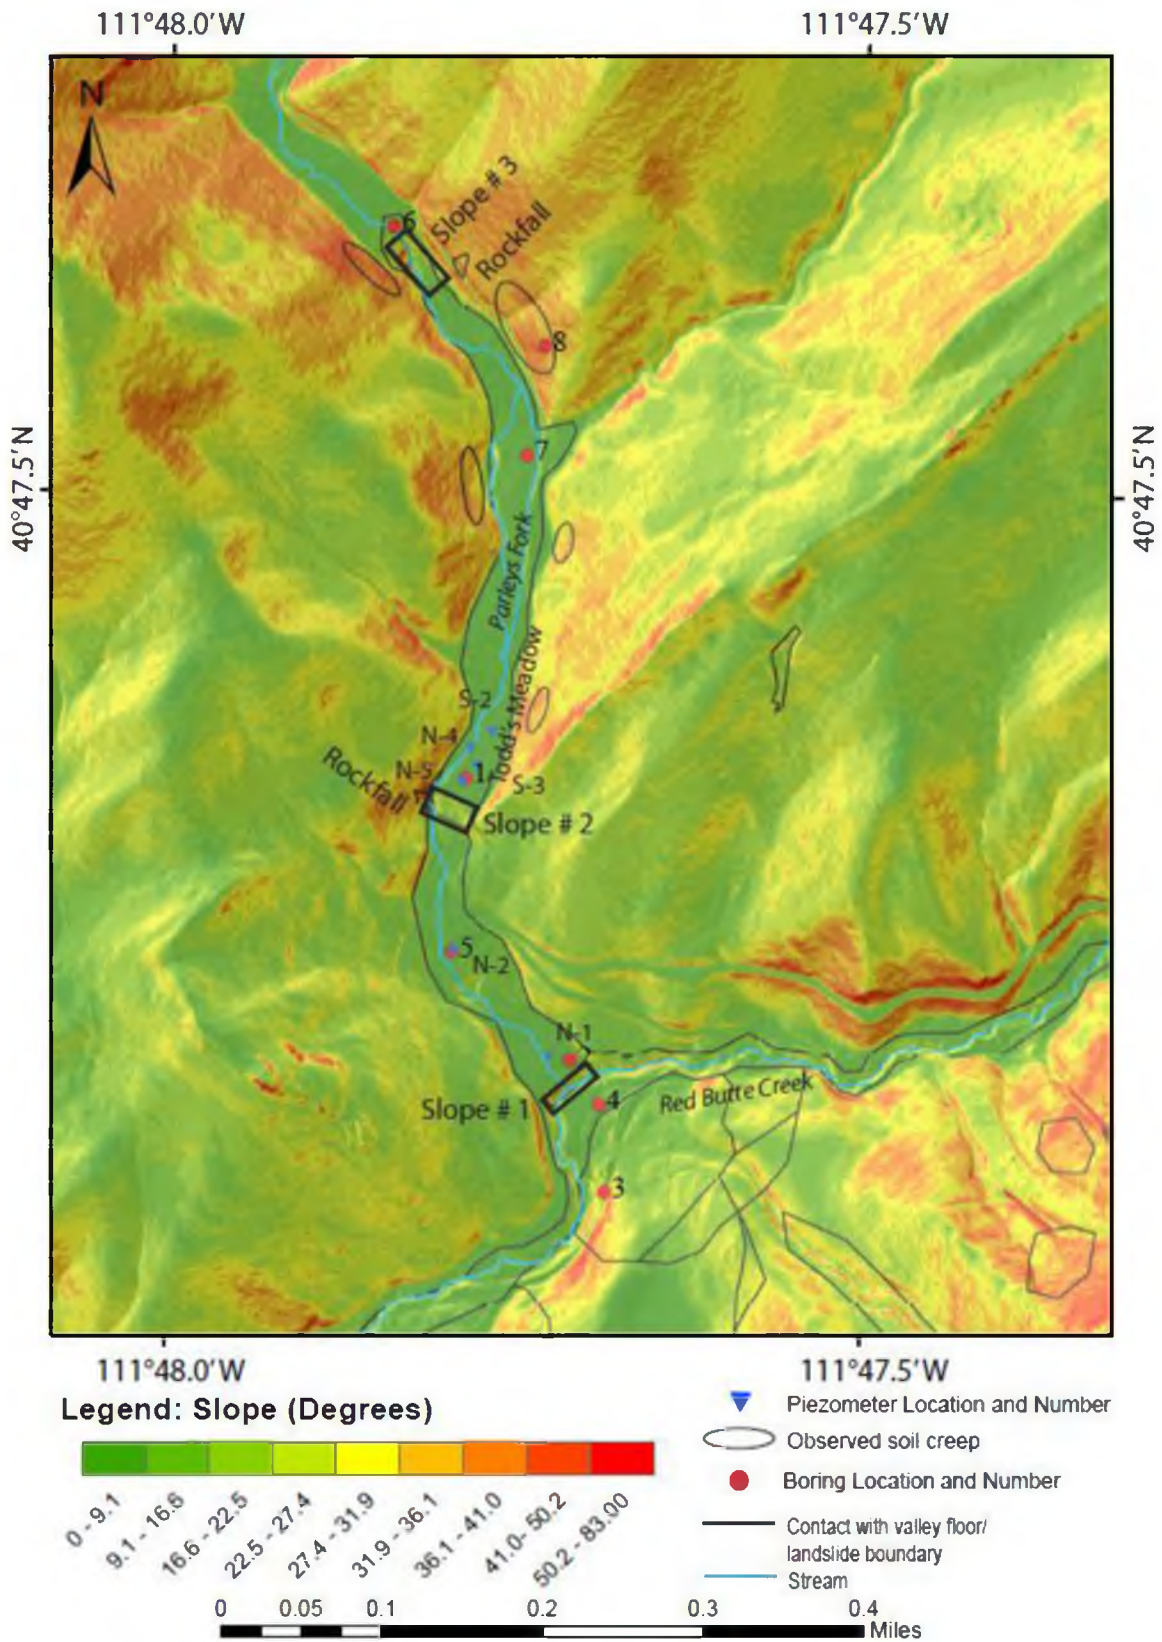 111°48.0'W 111°47.5'W
N
Slope # 3
6
Rockfall
8
40°47.5'N
40°47.5'N
7
Parleys Fork
Todd's Meadow
S-2
N-4
N-5
1
S-3
Rockfall
Slope # 2
5
N-2
N-1
Slope # 1
4
Red Butte Creek
3
111°48.0'W 111°47.5'W
Legend: Slope (Degrees)
0 - 9.1
9.1 - 16.6
16.6 - 22.5
22.5 - 27.4
27.4 - 31.9
31.9 - 36.1
36.1 - 41.0
41.0- 50.2
50.2 - 83.00
Piezometer Location and Number
Observed soil creep
Boring Location and Number
Contact with valley floor/
landslide boundary
Stream
0 0.05 0.1 0.2 0.3 0.4
Miles